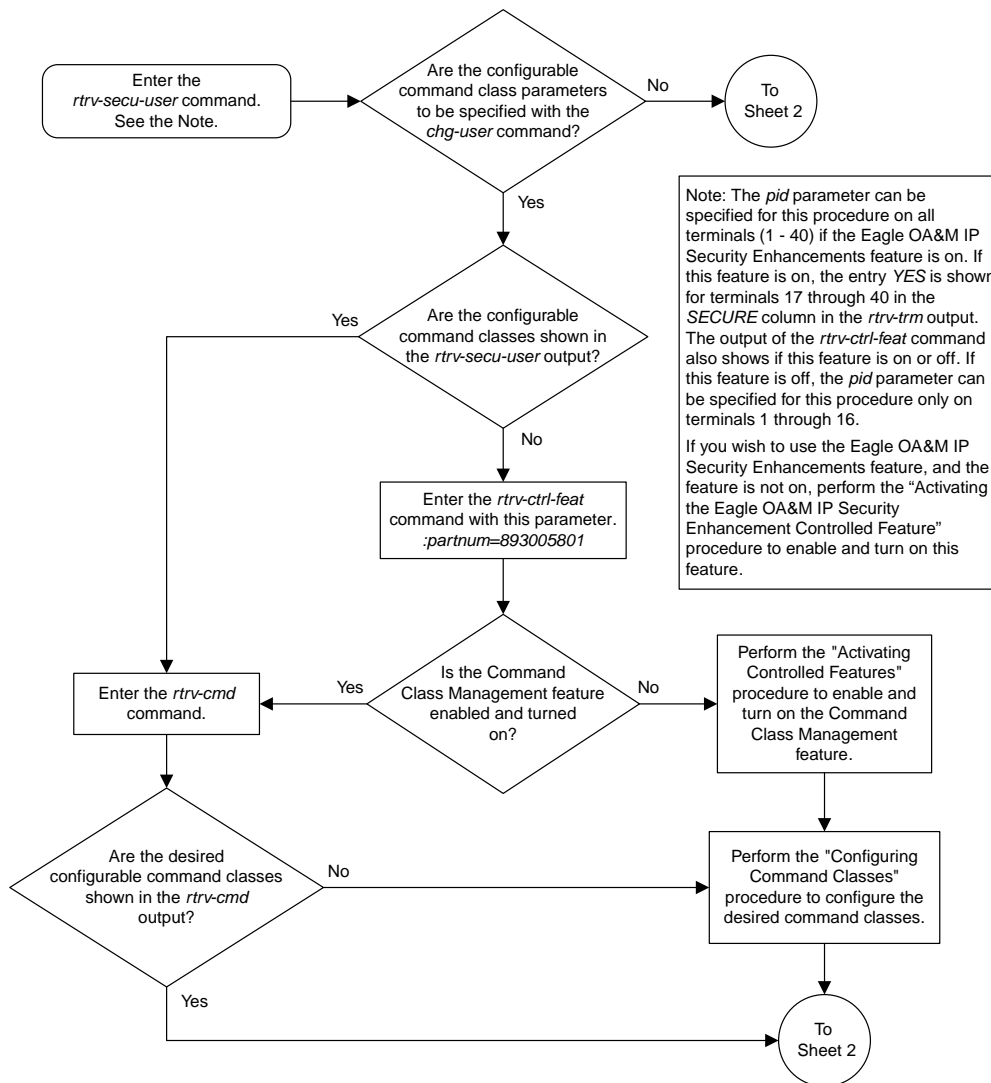 Enter the
rtrv-secu-user command.
See the Note.
Are the configurable
command class parameters
to be specified with the
chg-user command?
No
To
Sheet 2
Yes
Note: The pid parameter can be
specified for this procedure on all
terminals (1 - 40) if the Eagle OA&M IP
Security Enhancements feature is on. If
this feature is on, the entry YES is shown
for terminals 17 through 40 in the
SECURE column in the rtrv-trm output.
The output of the rtrv-ctrl-feat command
also shows if this feature is on or off. If
this feature is off, the pid parameter can
be specified for this procedure only on
terminals 1 through 16.
If you wish to use the Eagle OA&M IP
Security Enhancements feature, and the
feature is not on, perform the “Activating
the Eagle OA&M IP Security
Enhancement Controlled Feature”
procedure to enable and turn on this
feature.
Are the configurable
command classes shown in
the rtrv-secu-user output?
Yes
No
Enter the rtrv-ctrl-feat
command with this parameter.
:partnum=893005801
Is the Command
Class Management feature
enabled and turned
on?
Yes
No
Enter the rtrv-cmd
command.
Perform the "Activating
Controlled Features"
procedure to enable and
turn on the Command
Class Management
feature.
Are the desired
configurable command classes
shown in the rtrv-cmd
output?
No
Yes
Perform the "Configuring
Command Classes"
procedure to configure the
desired command classes.
To
Sheet 2